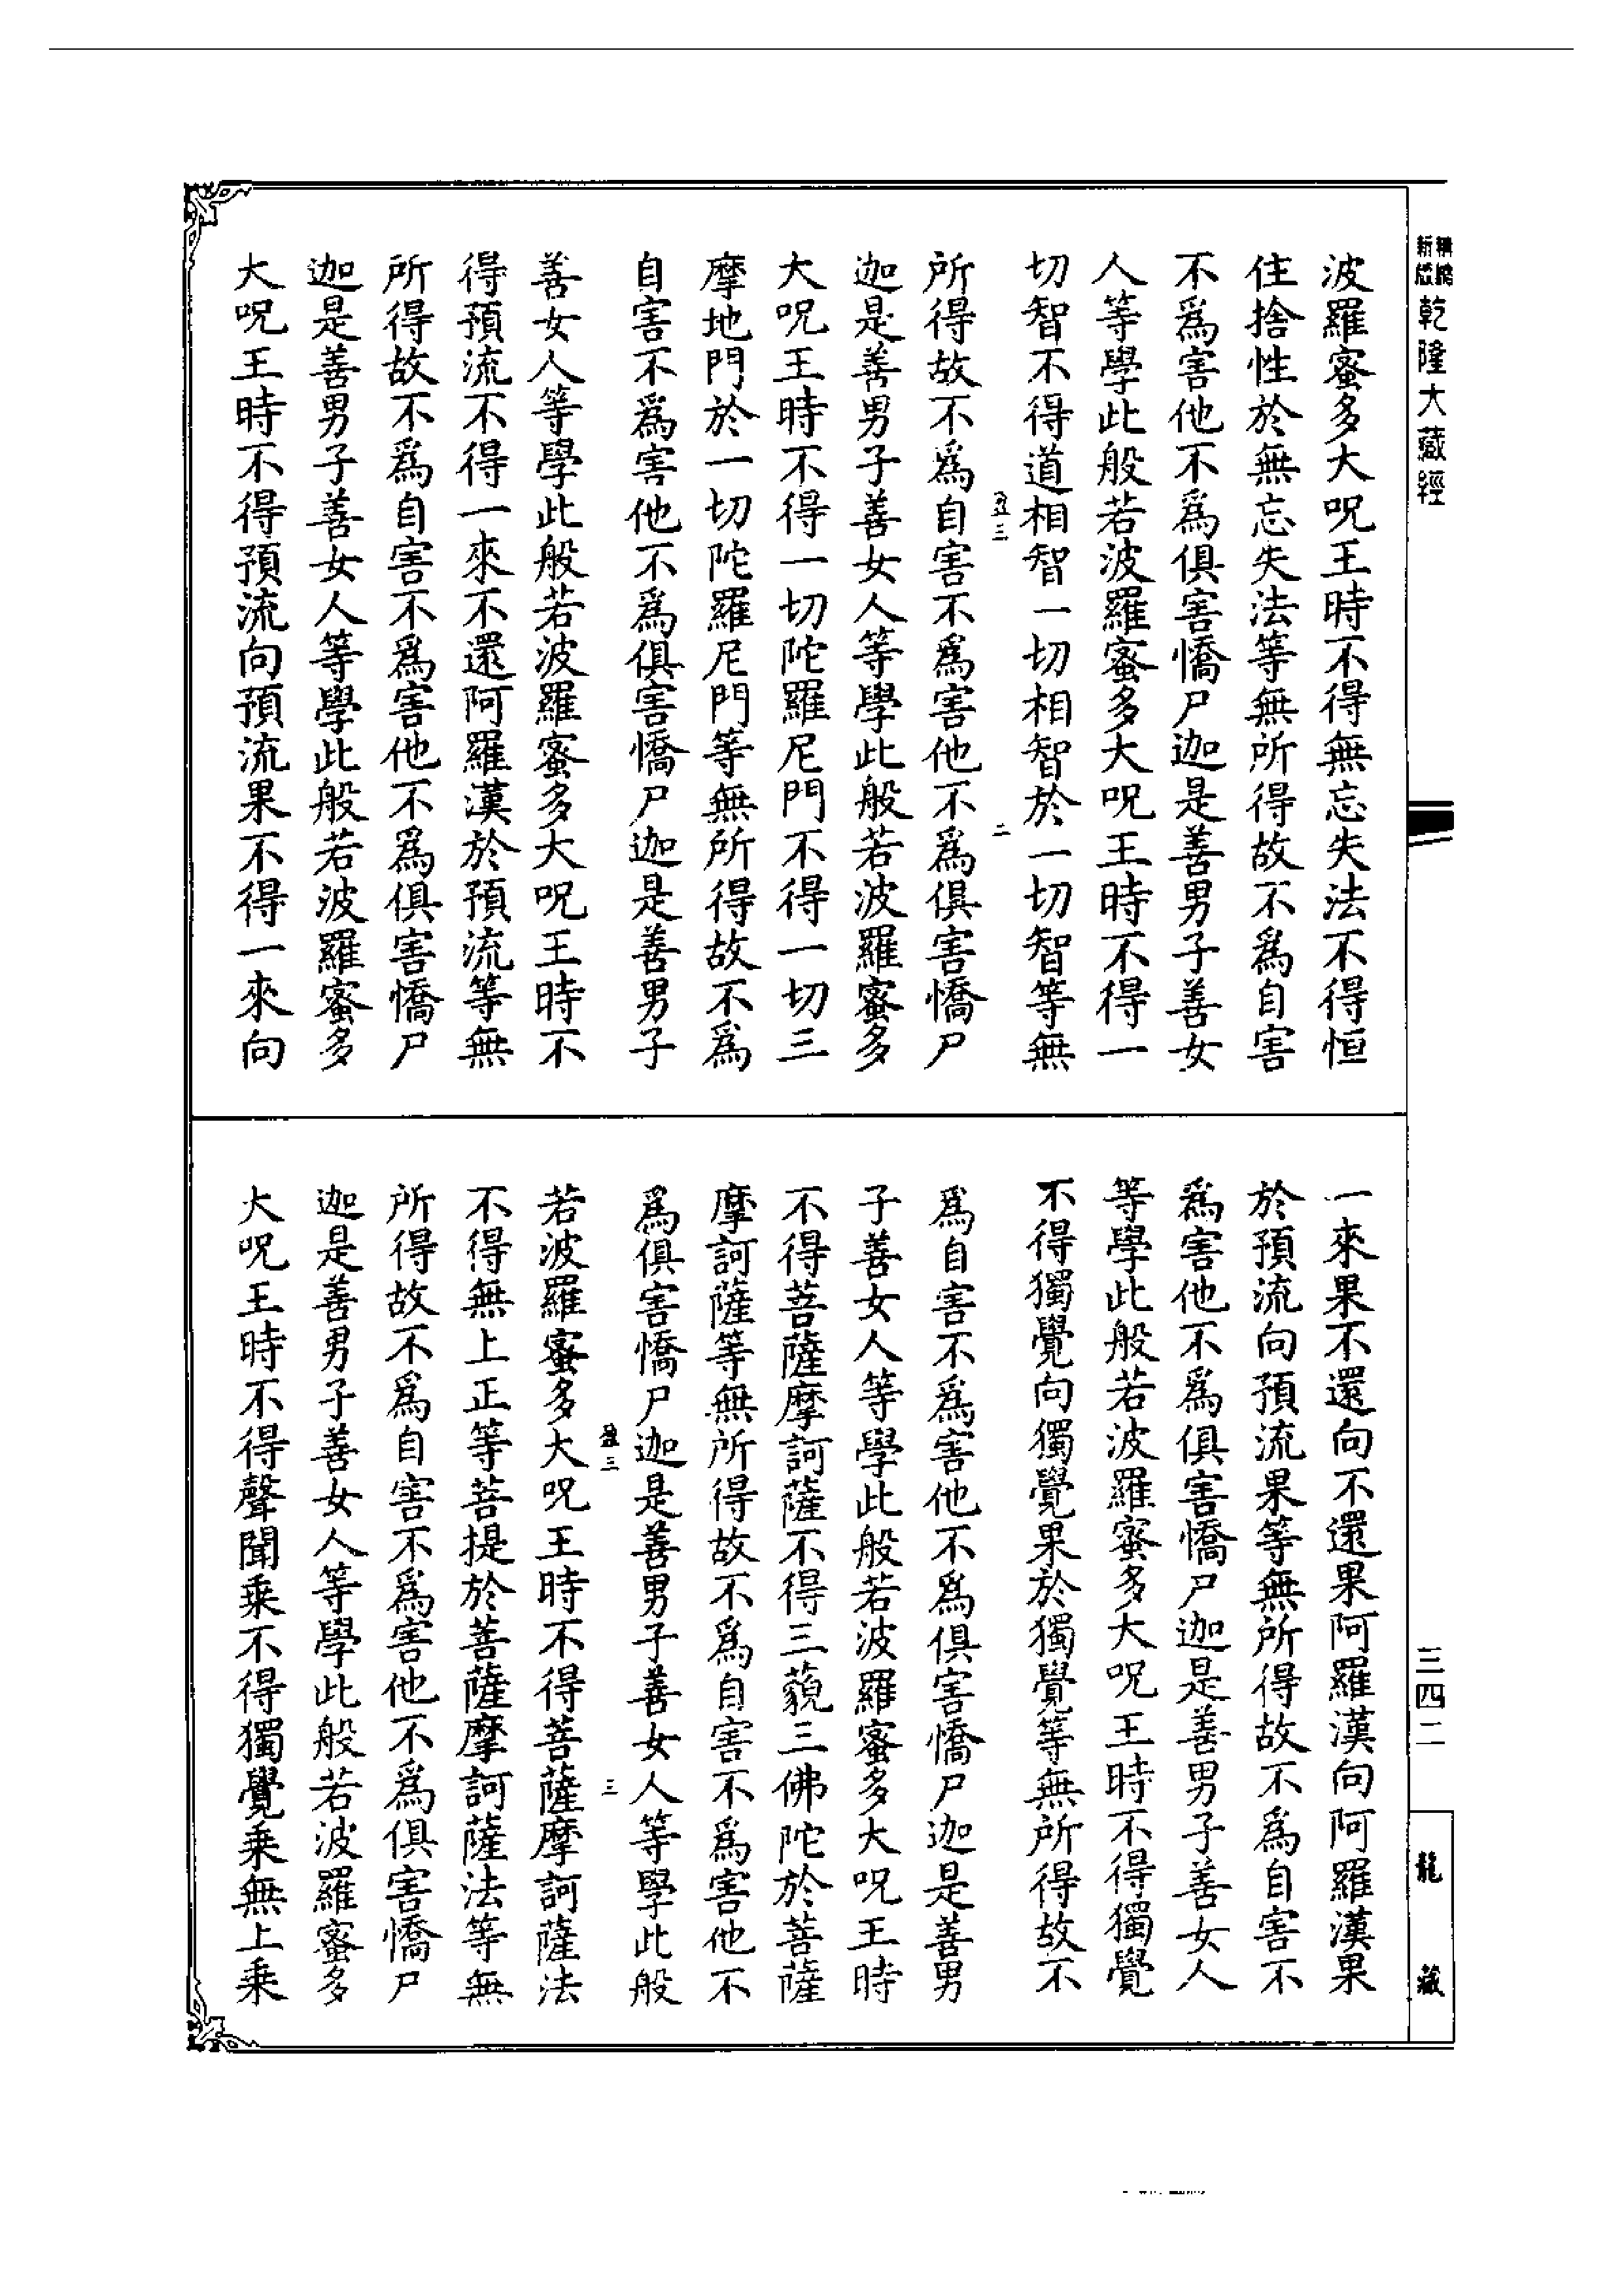 乾隆大藏經
波羅蜜多大呪王時不得無忘失法不得恒
住捨性於無忘失法等無所得故不爲自害
不爲害他不爲俱害憍尸迦是善男子善女
人等學此般若波羅蜜多大呪王時不得一
切智不得道相智一切相智於一切智智等無
三
二
所得故不爲自害不爲害他不爲俱害憍尸
迦是善男子善女人等學此般若波羅蜜多
大呪王時不得一切陀羅尼門不得一切三
摩地門於一切陀羅尼門等無所得故不爲
自害不爲害他不爲俱害憍尸迦是善男子
善女人等學此般若波羅蜜多大呪王時不
得預流不得一來不還阿羅漢於預流等無
所得故不爲自害不爲害他不爲俱害憍尸
迦是善男子善女人等學此般若波羅蜜多
大呪王時不得預流向預流果不得一來向
一來果不還向不還果阿羅漢向阿羅漢果
於預流向預流果等無所得故不爲自害不
爲害他不爲俱害憍尸迦是善男子善女人
等學此般若波羅蜜多大呪王時不得獨覺
不得獨覺向獨覺果於獨覺等無所得故不
爲自害不爲害他不爲俱害憍尸迦是善男
子善女人等學此般若波羅蜜多大呪王時
不得菩薩摩訶薩不得三藐三佛陀於菩薩
摩訶薩等無所得故不爲自害不爲害他不
爲俱害憍尸迦是善男子善女人等學此般
三
三
若波羅蜜多大呪王時不得菩薩摩訶薩法
不得無上正等菩提於菩薩摩訶薩法等無
所得故不爲自害不爲害他不爲俱害憍尸
迦是善男子善女人等學此般若波羅蜜多
大呪王時不得聲聞乘不得獨覺乘無上乘
三四二
龍藏